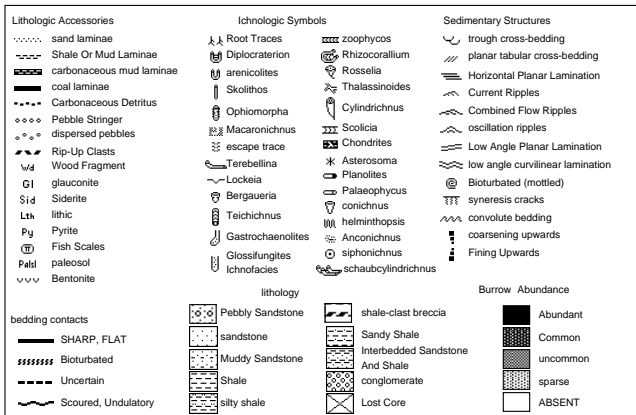 Lithologic Accessories
sand laminae
Shale Or Mud Laminae
carbonaceous mud laminae
coal laminae
Carbonaceous Detritus
Pebble Stringer
dispersed pebbles
Rip-Up Clasts
Wd Wood Fragment
Gl glauconite
Sid Siderite
Lth lithic
Py Pyrite
Fish Scales
Palsl paleosol
Bentonite
Ichnologic Symbols
Root Traces
Diplocraterion
arenicolites
Skolithos
Ophiomorpha
Macaronichnus
escape trace
Terebellina
Lockeia
Bergaueria
Teichichnus
Gastrochaenolites
Glossifungites
Ichnofacies
zoophycos
Rhizocorallium
Rosselia
Thalassinoides
Cylindrichnus
Scolicia
Chondrites
Asterosoma
Planolites
Palaeophycus
conichnus
helminthopsis
Anconichnus
siphonichnus
schaubcylindrichnus
Sedimentary Structures
trough cross-bedding
planar tabular cross-bedding
Horizontal Planar Lamination
Current Ripples
Combined Flow Ripples
oscillation ripples
Low Angle Planar Lamination
low angle curvilinear lamination
Bioturbated (mottled)
syneresis cracks
convolute bedding
coarsening upwards
Fining Upwards
bedding contacts
SHARP, FLAT
Bioturbated
Uncertain
Scoured, Undulatory
lithology
Pebbly Sandstone
sandstone
Muddy Sandstone
Shale
silty shale
shale-clast breccia
Sandy Shale
Interbedded Sandstone
And Shale
conglomerate
Lost Core
Burrow Abundance
Abundant
Common
uncommon
sparse
ABSENT